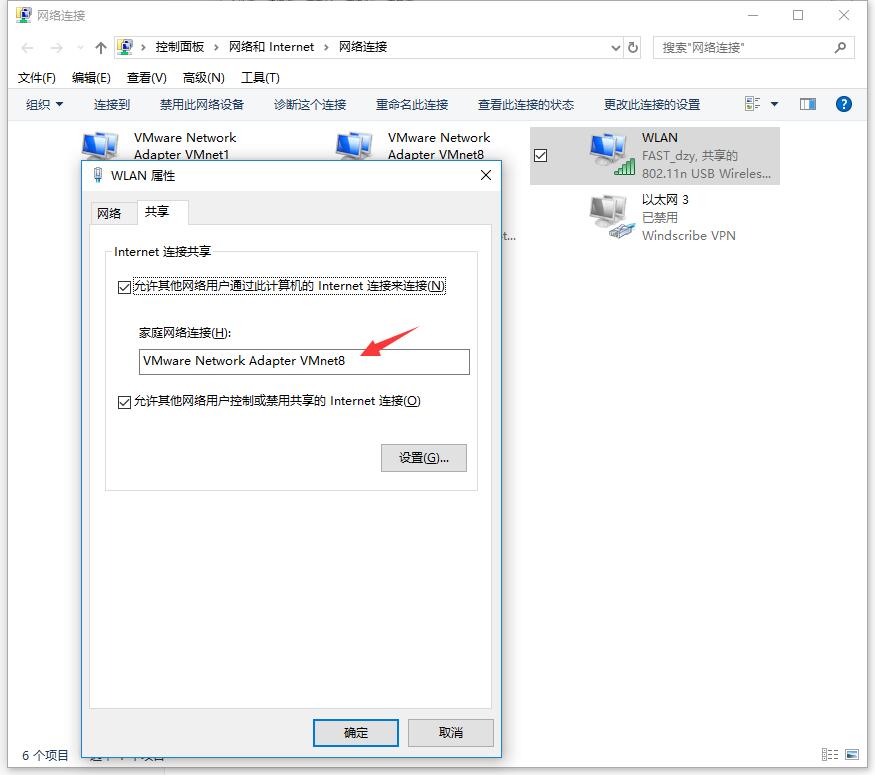 网络连接
控制面板 › 网络和 Internet › 网络连接
搜索"网络连接"
文件(F) 编辑(E) 查看(V) 高级(N) 工具(T)
组织 连接到 禁用此网络设备 诊断这个连接 重命名此连接 查看此连接的状态 更改此连接的设置
VMware Network
Adapter VMnet1
VMware Network
Adapter VMnet8
WLAN
FAST_dzy, 共享的
802.11n USB Wireles...
以太网 3
已禁用
Windscribe VPN
WLAN 属性
网络 共享
Internet 连接共享
允许其他网络用户通过此计算机的 Internet 连接来连接(N)
家庭网络连接(H):
VMware Network Adapter VMnet8
允许其他网络用户控制或禁用共享的 Internet 连接(O)
设置(G)...
确定 取消
6 个项目